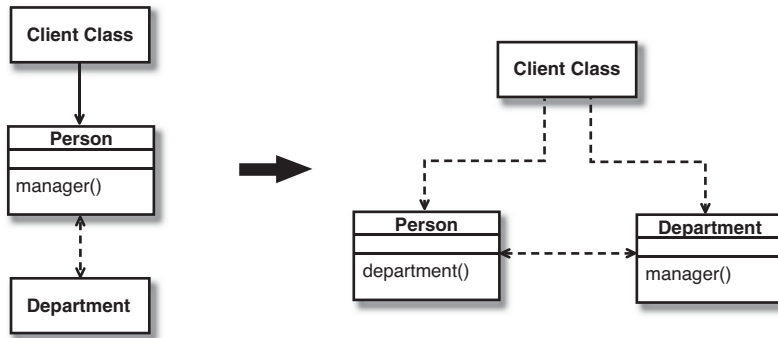 Client Class
Person
manager()
Department
Client Class
Person
department()
Department
manager()